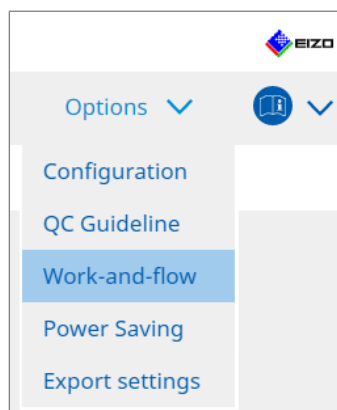 EIZO
Options
Configuration
QC Guideline
Work-and-flow
Power Saving
Export settings